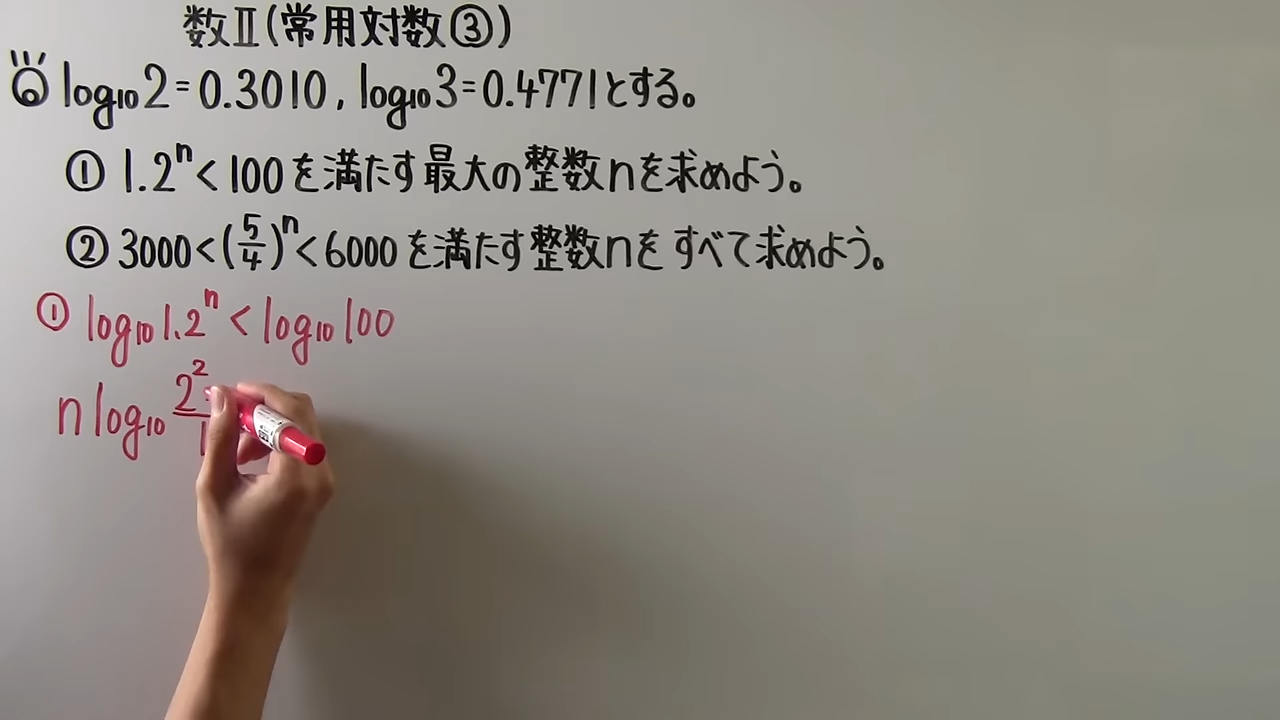 数Ⅱ(常用対数③)
log₁₀2=0.3010, log₁₀3=0.4771とする。
① 1.2ⁿ<100を満たす最大の整数nを求めよう。
② 3000<(5/4)ⁿ<6000を満たす整数nをすべて求めよう。
① log₁₀1.2ⁿ<log₁₀100
n log₁₀ 2²